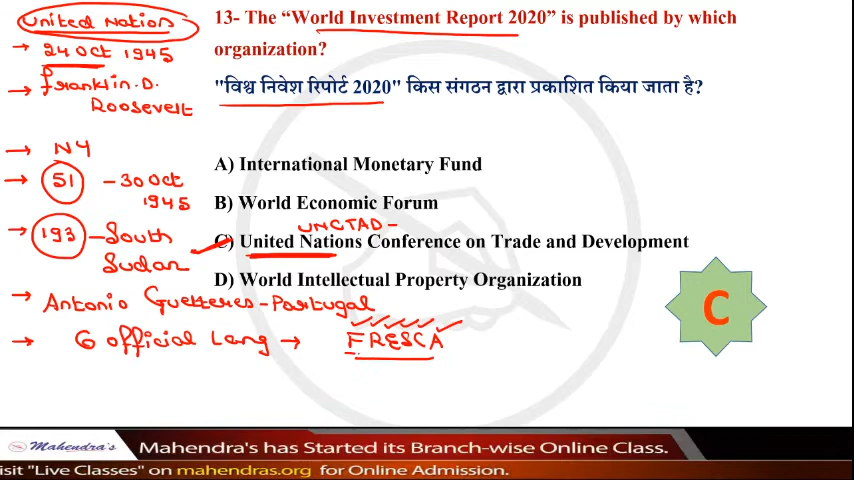 United Nations
→ 24 Oct 1945
→ Franklin. D.
Roosevelt
→ NY
→ 51 - 30 Oct
1945
→ 193 - South
Sudan
→ Antonio Guetteres - Portugal
→ 6 official Lang → FRESCA
13- The “World Investment Report 2020” is published by which
organization?
"विश्व निवेश रिपोर्ट 2020" किस संगठन द्वारा प्रकाशित किया जाता है?
A) International Monetary Fund
B) World Economic Forum
UNCTAD -
C) United Nations Conference on Trade and Development
D) World Intellectual Property Organization
C
Mahendra's
Mahendra's has Started its Branch-wise Online Class.
isit "Live Classes" on mahendras.org for Online Admission.